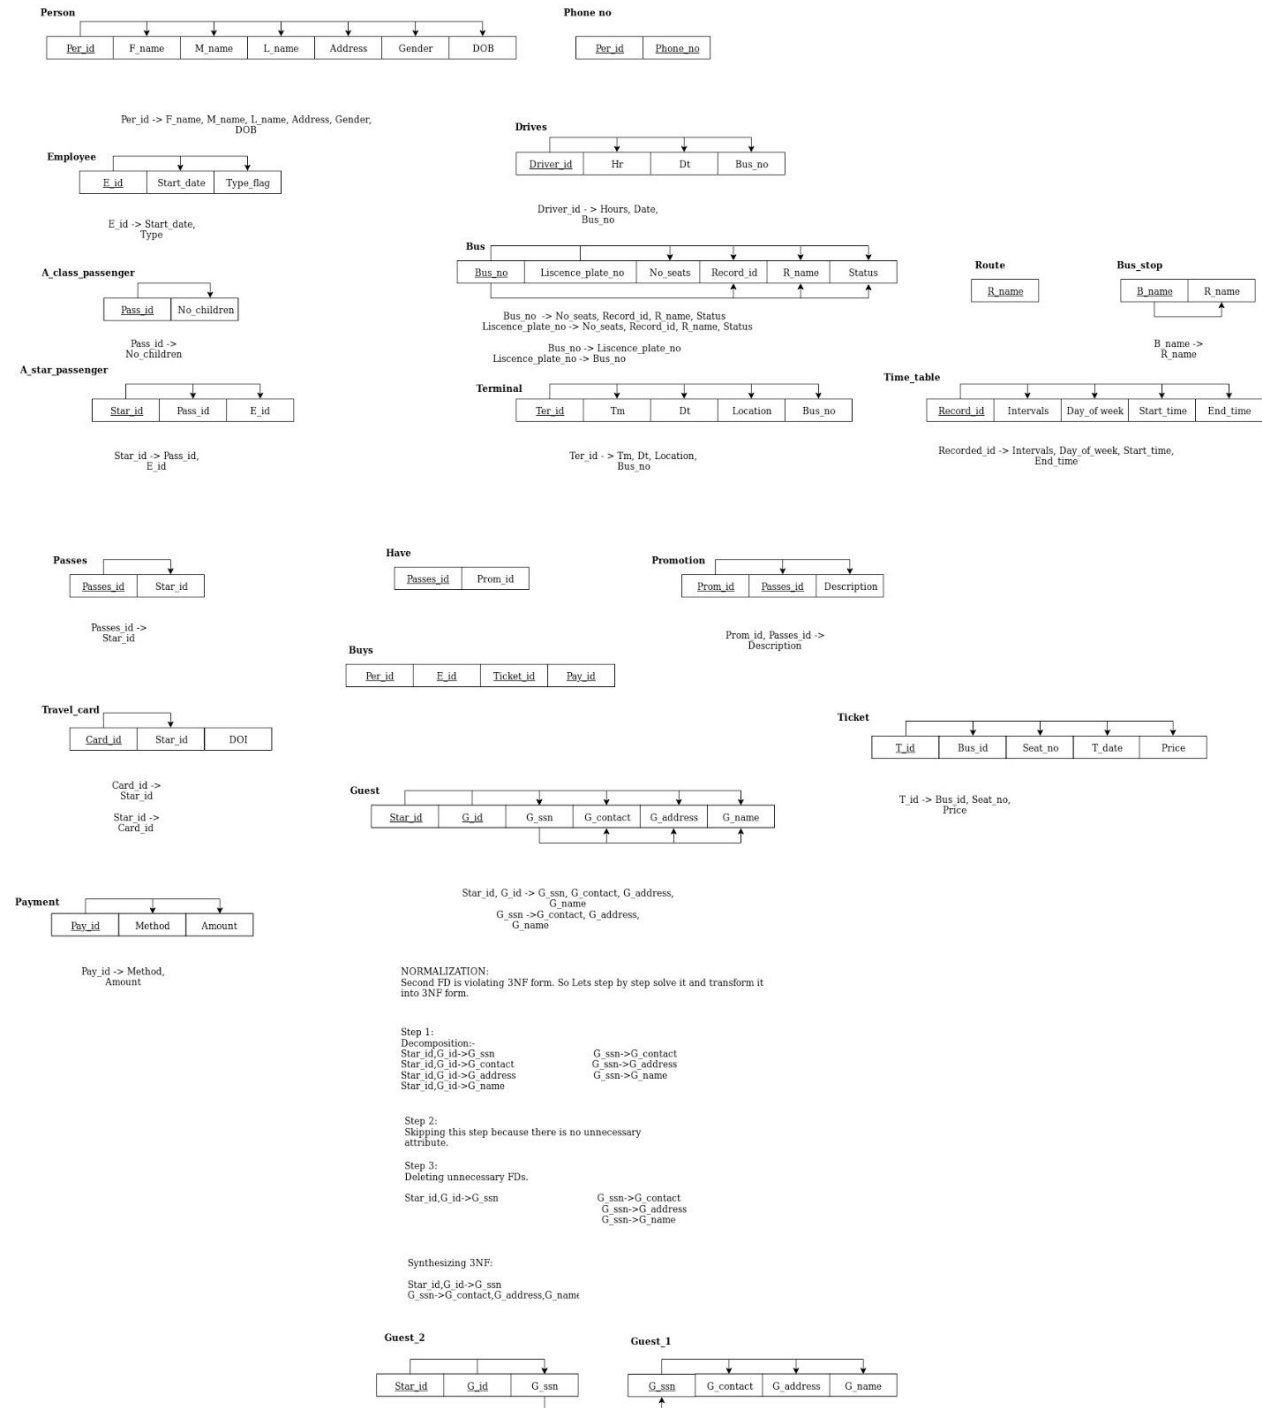 Person
Phone no
Per_id F_name M_name L_name Address Gender DOB
Per_id Phone_no
Per_id -> F_name, M_name, L_name, Address, Gender,
DOB
Drives
Driver_id Hr Dt Bus_no
Driver_id - > Hours, Date,
Bus_no
Employee
E_id Start_date Type_flag
E_id -> Start_date,
Type
Bus
Bus_no Liscence_plate_no No_seats Record_id R_name Status
Bus_no -> No_seats, Record_id, R_name, Status
Liscence_plate_no -> No_seats, Record_id, R_name, Status
Bus_no -> Liscence_plate_no
Liscence_plate_no -> Bus_no
Route
R_name
Bus_stop
B_name R_name
B_name ->
R_name
A_class_passenger
Pass_id No_children
Pass_id ->
No_children
A_star_passenger
Star_id Pass_id E_id
Star_id -> Pass_id,
E_id
Terminal
Ter_id Tm Dt Location Bus_no
Ter_id - > Tm, Dt, Location,
Bus_no
Time_table
Record_id Intervals Day_of week Start_time End_time
Recorded_id -> Intervals, Day_of_week, Start_time,
End_time
Passes
Passes_id Star_id
Passes_id ->
Star_id
Have
Passes_id Prom_id
Promotion
Prom_id Passes_id Description
Prom_id, Passes_id ->
Description
Buys
Per_id E_id Ticket_id Pay_id
Travel_card
Card_id Star_id DOI
Card_id ->
Star_id
Star_id ->
Card_id
Ticket
T_id Bus_id Seat_no T_date Price
T_id -> Bus_id, Seat_no,
Price
Guest
Star_id G_id G_ssn G_contact G_address G_name
Star_id, G_id -> G_ssn, G_contact, G_address,
G_name
G_ssn ->G_contact, G_address,
G_name
Payment
Pay_id Method Amount
Pay_id -> Method,
Amount
NORMALIZATION:
Second FD is violating 3NF form. So Lets step by step solve it and transform it
into 3NF form.
Step 1:
Decomposition:-
Star_id,G_id->G_ssn G_ssn->G_contact
Star_id,G_id->G_contact G_ssn->G_address
Star_id,G_id->G_address G_ssn->G_name
Star_id,G_id->G_name
Step 2:
Skipping this step because there is no unnecessary
attribute.
Step 3:
Deleting unnecessary FDs.
Star_id,G_id->G_ssn G_ssn->G_contact
G_ssn->G_address
G_ssn->G_name
Synthesizing 3NF:
Star_id,G_id->G_ssn
G_ssn->G_contact,G_address,G_name
Guest_2
Guest_1
Star_id G_id G_ssn
G_ssn G_contact G_address G_name